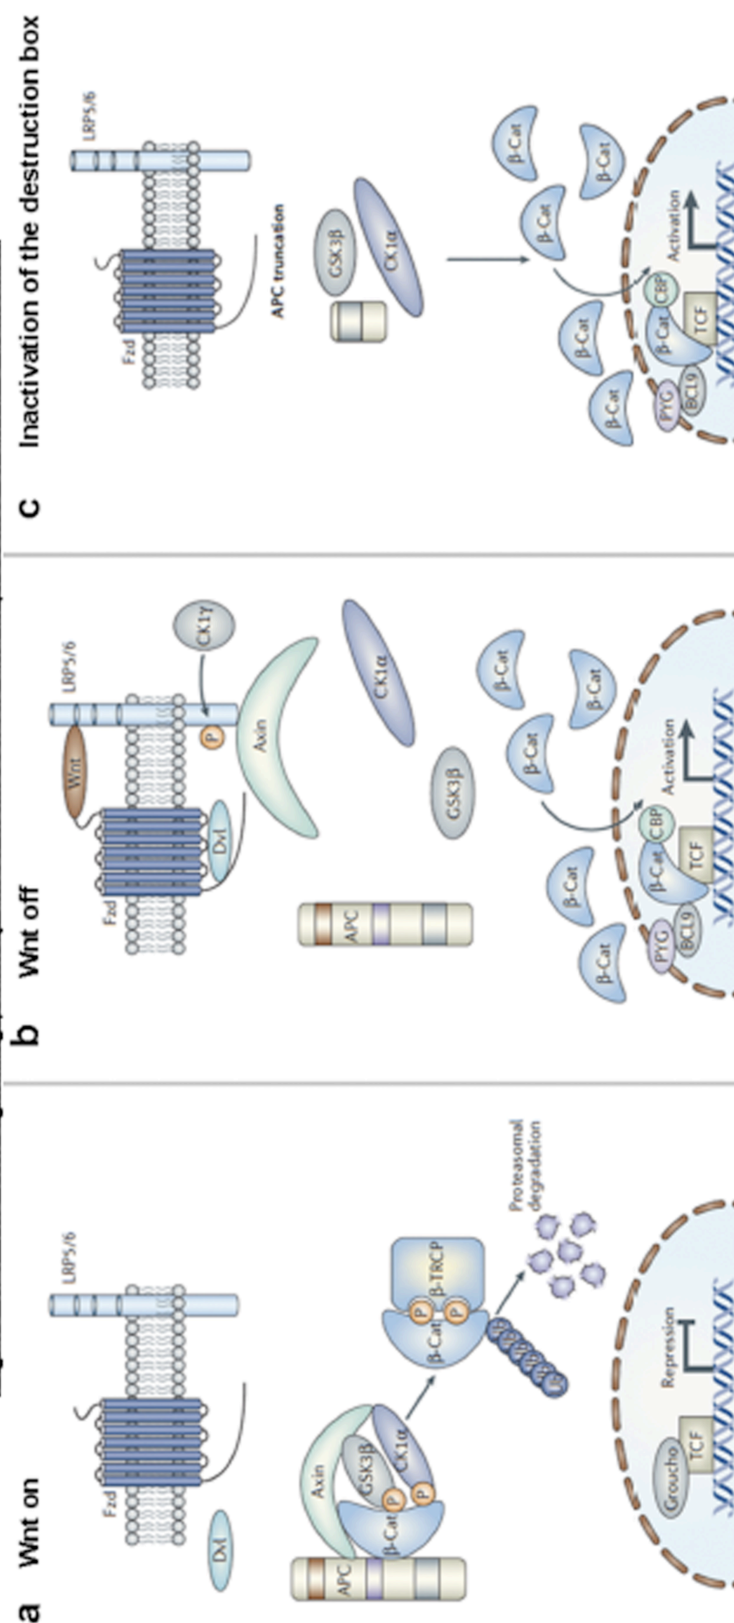 a Wnt on
LRP5/6
Fzd
Dvl
Axin
GSK3β
CK1α
APC
β-Cat
P
P
β-Cat
P
P
β-TRCP
Proteasomal
degradation
Groucho
TCF
Repression
b Wnt off
LRP5/6
Wnt
Fzd
Dvl
P
CK1γ
Axin
CK1α
GSK3β
APC
β-Cat
β-Cat
β-Cat
β-Cat
β-Cat
PYG
BCL9
β-Cat
CBP
TCF
Activation
c Inactivation of the destruction box
LRP5/6
Fzd
APC truncation
GSK3β
CK1α
β-Cat
β-Cat
β-Cat
β-Cat
β-Cat
PYG
BCL9
β-Cat
CBP
TCF
Activation